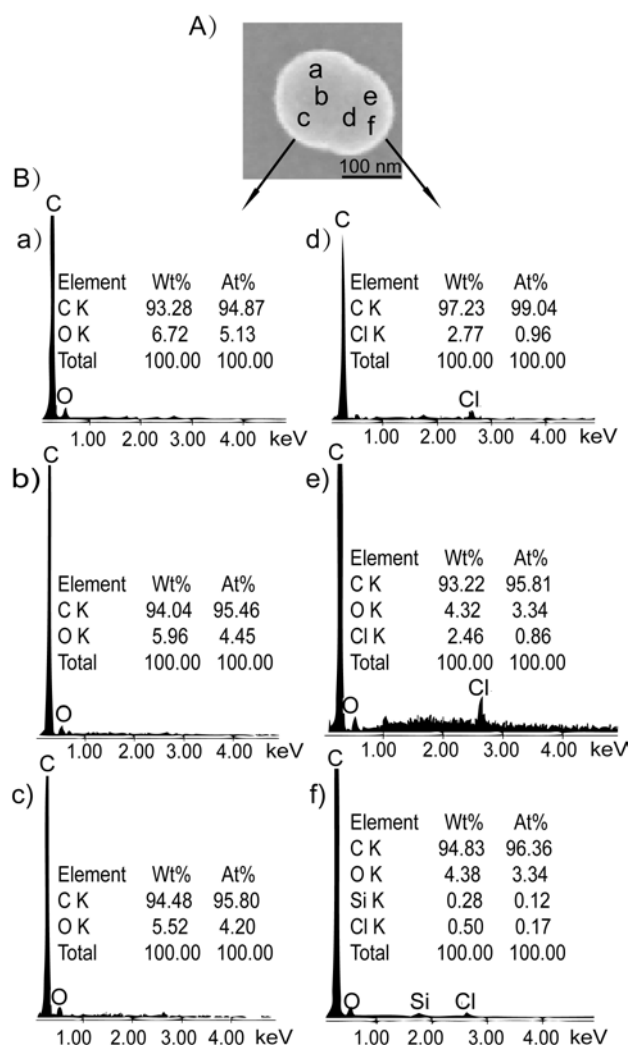 A)
a
b
c
d
e
f
100 nm
B)
a)
C
Element Wt% At%
C K 93.28 94.87
O K 6.72 5.13
Total 100.00 100.00
O
1.00 2.00 3.00 4.00 keV
d)
C
Element Wt% At%
C K 97.23 99.04
Cl K 2.77 0.96
Total 100.00 100.00
Cl
1.00 2.00 3.00 4.00 keV
b)
C
Element Wt% At%
C K 94.04 95.46
O K 5.96 4.45
Total 100.00 100.00
O
1.00 2.00 3.00 4.00 keV
e)
C
Element Wt% At%
C K 93.22 95.81
O K 4.32 3.34
Cl K 2.46 0.86
Total 100.00 100.00
O Cl
1.00 2.00 3.00 4.00 keV
c)
C
Element Wt% At%
C K 94.48 95.80
O K 5.52 4.20
Total 100.00 100.00
O
1.00 2.00 3.00 4.00 keV
f)
C
Element Wt% At%
C K 94.83 96.36
O K 4.38 3.34
Si K 0.28 0.12
Cl K 0.50 0.17
Total 100.00 100.00
O Si Cl
1.00 2.00 3.00 4.00 keV